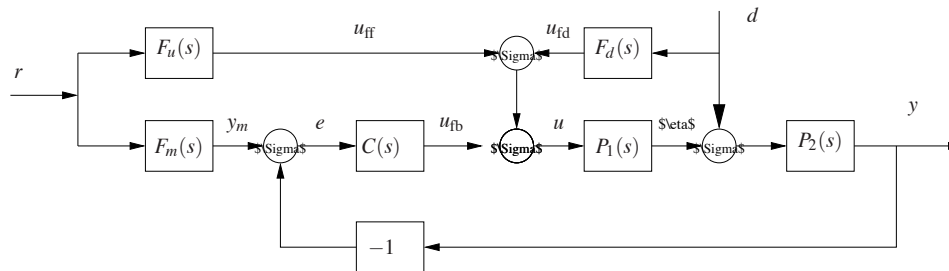 d
u_ff
u_fd
F_u(s)
$\Sigma$
F_d(s)
r
y
y_m
e
u_fb
u
$\eta$
F_m(s)
$\Sigma$
C(s)
$\Sigma$
P_1(s)
$\Sigma$
P_2(s)
−1